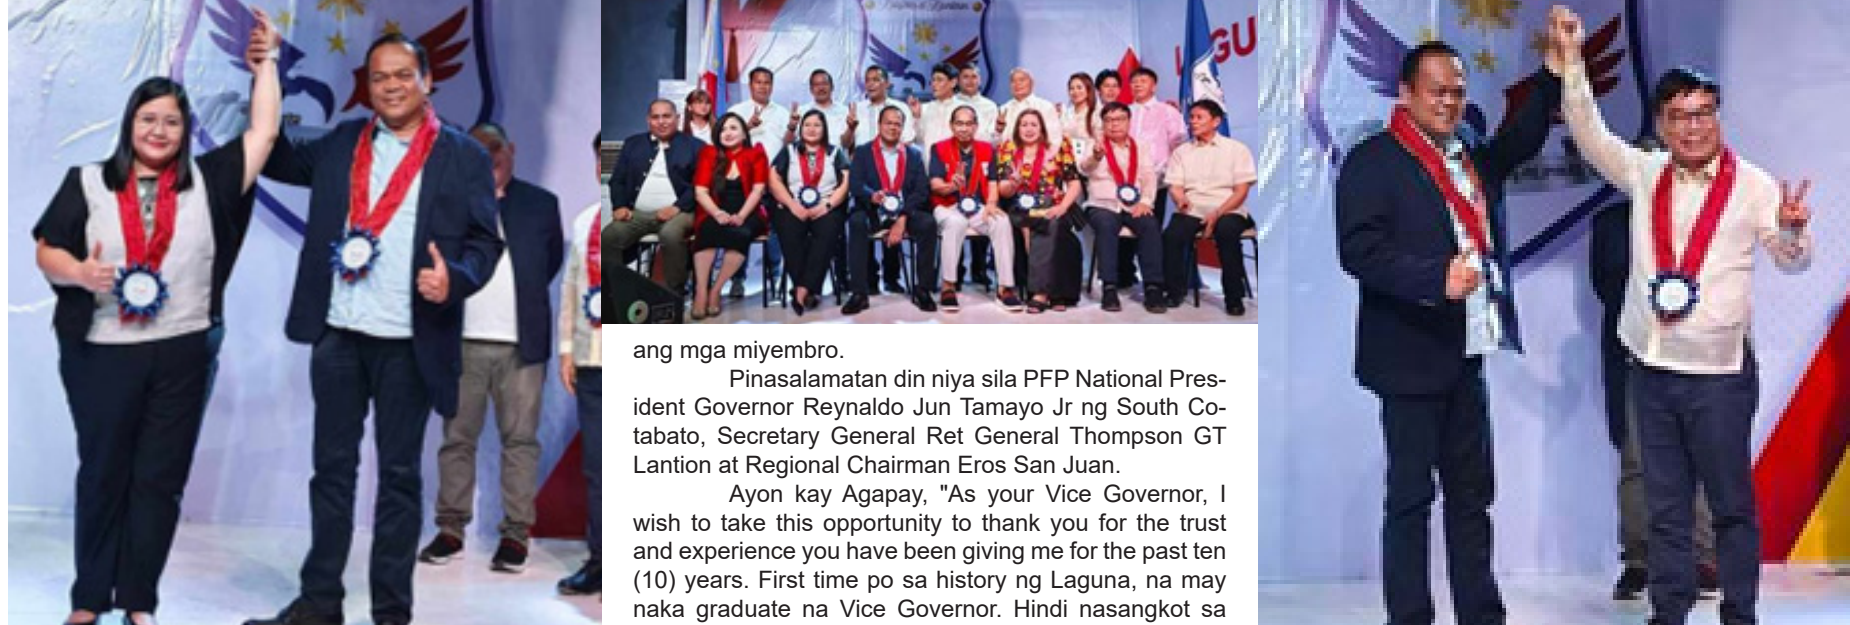 GU
ang mga miyembro.
Pinasalamatan din niya sila PFP National Pres-
ident Governor Reynaldo Jun Tamayo Jr ng South Co-
tabato, Secretary General Ret General Thompson GT
Lantion at Regional Chairman Eros San Juan.
Ayon kay Agapay, "As your Vice Governor, I
wish to take this opportunity to thank you for the trust
and experience you have been giving me for the past ten
(10) years. First time po sa history ng Laguna, na may
naka graduate na Vice Governor. Hindi nasangkot sa